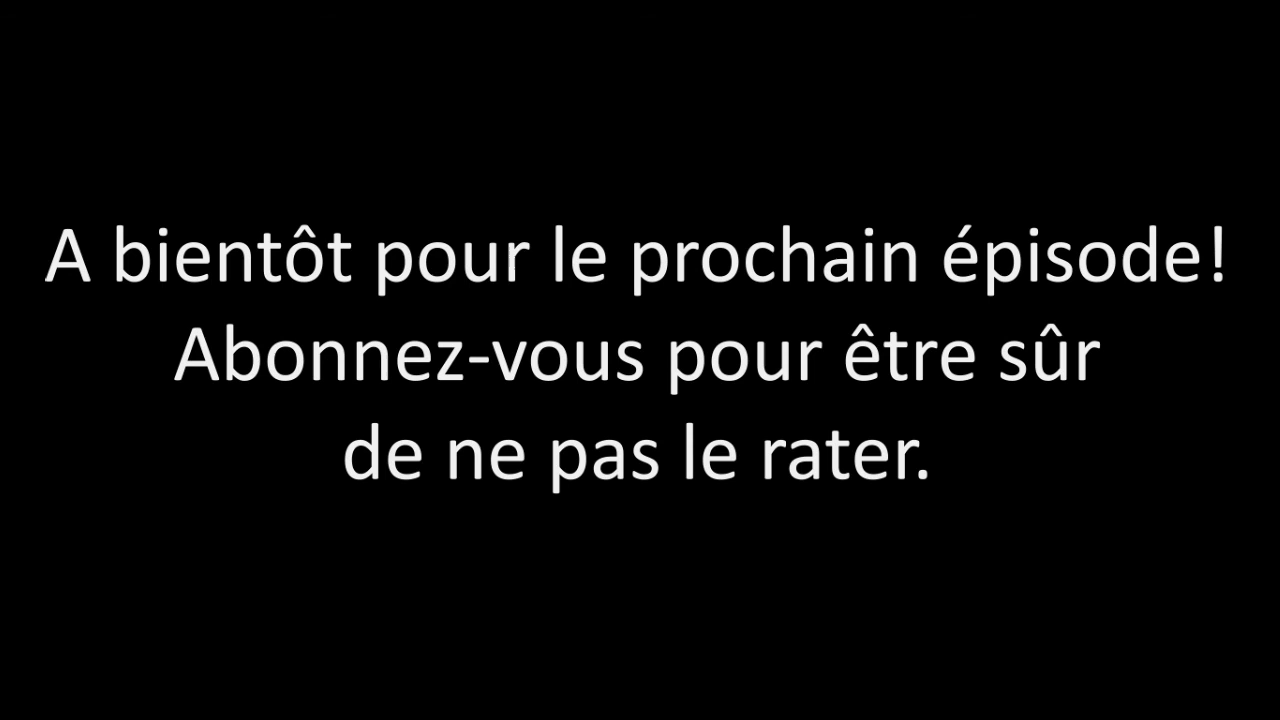 A bientôt pour le prochain épisode!
Abonnez-vous pour être sûr
de ne pas le rater.